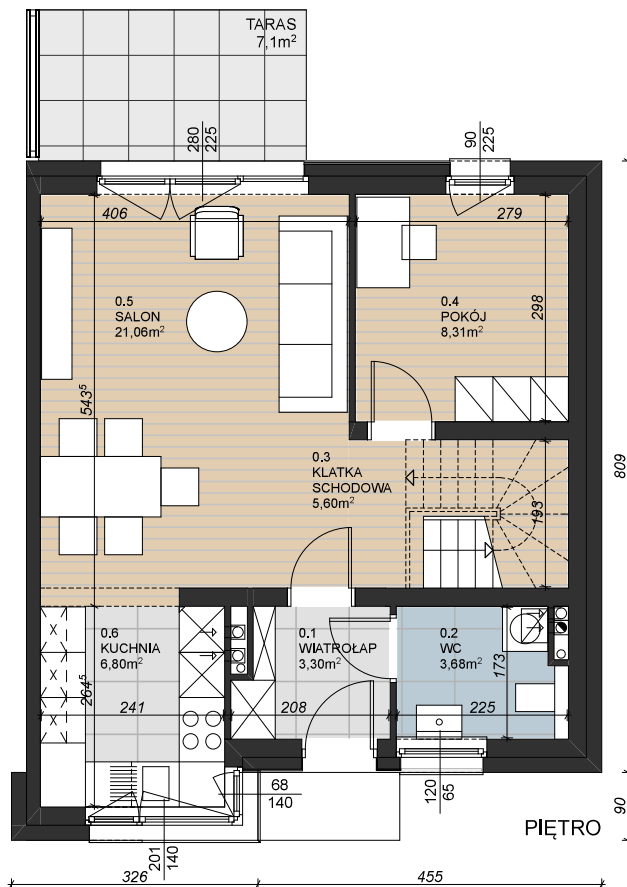 TARAS
7,1m²
280
225
90
225
406
279
0.5
SALON
21,06m²
0.4
POKÓJ
8,31m²
298
543⁵
0.3
KLATKA
SCHODOWA
5,60m²
193
809
0.6
KUCHNIA
6,80m²
0.1
WIATROŁAP
3,30m²
0.2
WC
3,68m²
173
264⁵
241
208
225
68
140
120
65
90
PIĘTRO
201
140
326
455